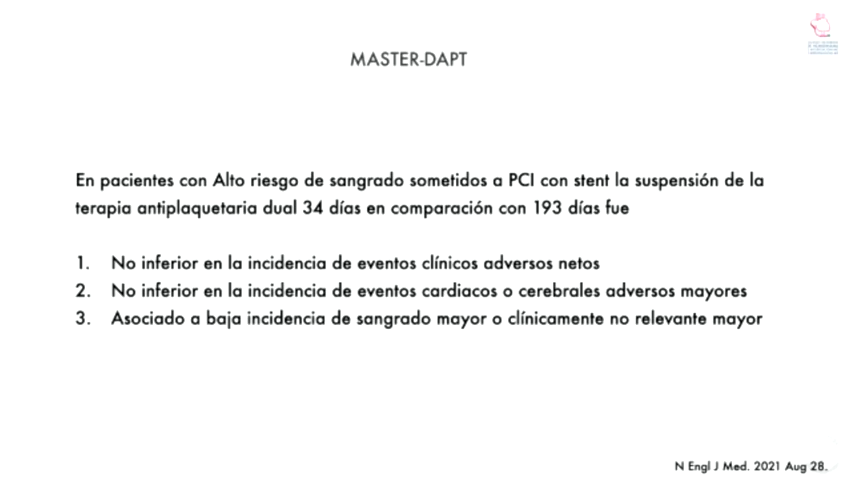 MASTER-DAPT
En pacientes con Alto riesgo de sangrado sometidos a PCI con stent la suspensión de la
terapia antiplaquetaria dual 34 días en comparación con 193 días fue
1. No inferior en la incidencia de eventos clínicos adversos netos
2. No inferior en la incidencia de eventos cardiacos o cerebrales adversos mayores
3. Asociado a baja incidencia de sangrado mayor o clínicamente no relevante mayor
N Engl J Med. 2021 Aug 28.